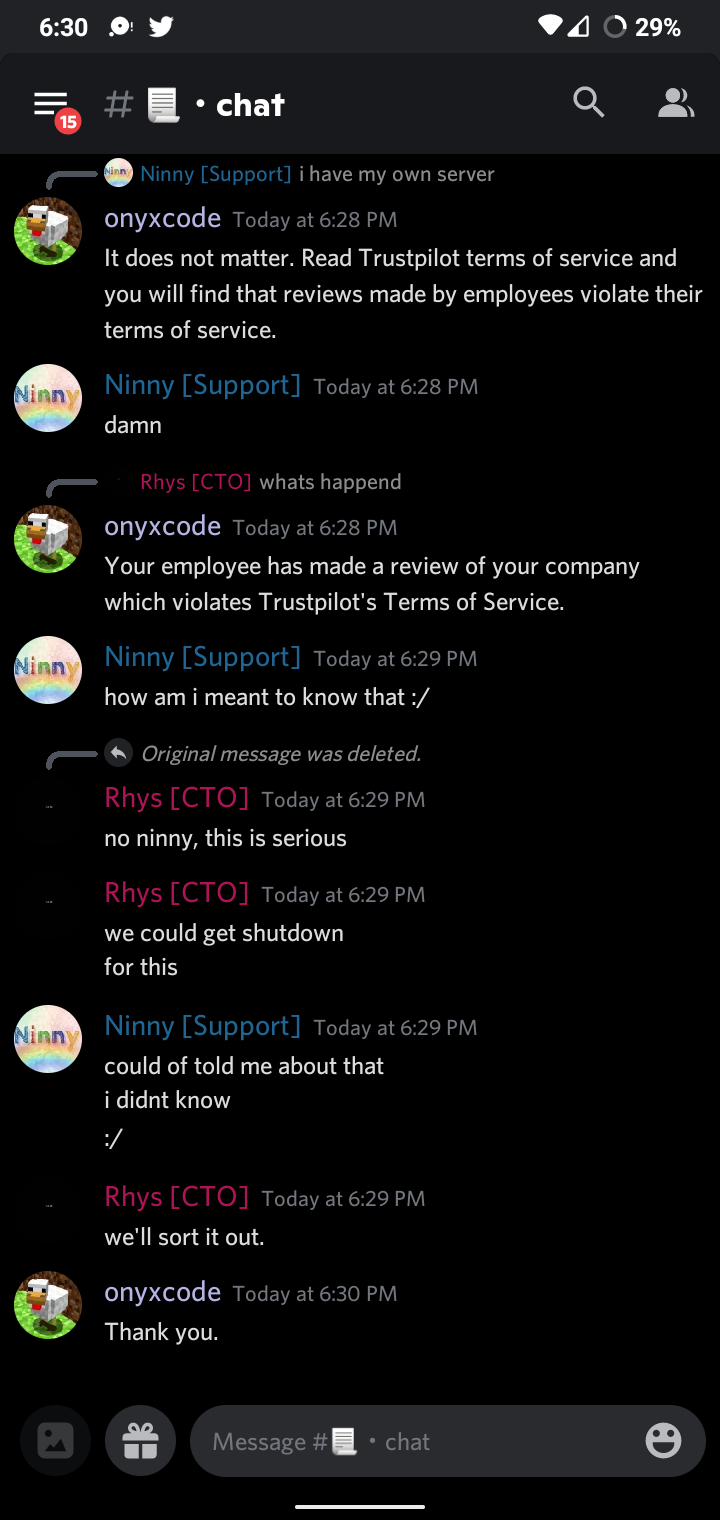 6:30
29%
15
# 📃 • chat
Ninny
Ninny [Support] i have my own server
onyxcode Today at 6:28 PM
It does not matter. Read Trustpilot terms of service and
you will find that reviews made by employees violate their
terms of service.
Ninny
Ninny [Support] Today at 6:28 PM
damn
Rhys [CTO] whats happend
onyxcode Today at 6:28 PM
Your employee has made a review of your company
which violates Trustpilot's Terms of Service.
Ninny
Ninny [Support] Today at 6:29 PM
how am i meant to know that :/
Original message was deleted.
Rhys [CTO] Today at 6:29 PM
no ninny, this is serious
Rhys [CTO] Today at 6:29 PM
we could get shutdown
for this
Ninny
Ninny [Support] Today at 6:29 PM
could of told me about that
i didnt know
:/
Rhys [CTO] Today at 6:29 PM
we'll sort it out.
onyxcode Today at 6:30 PM
Thank you.
Message #📃 • chat